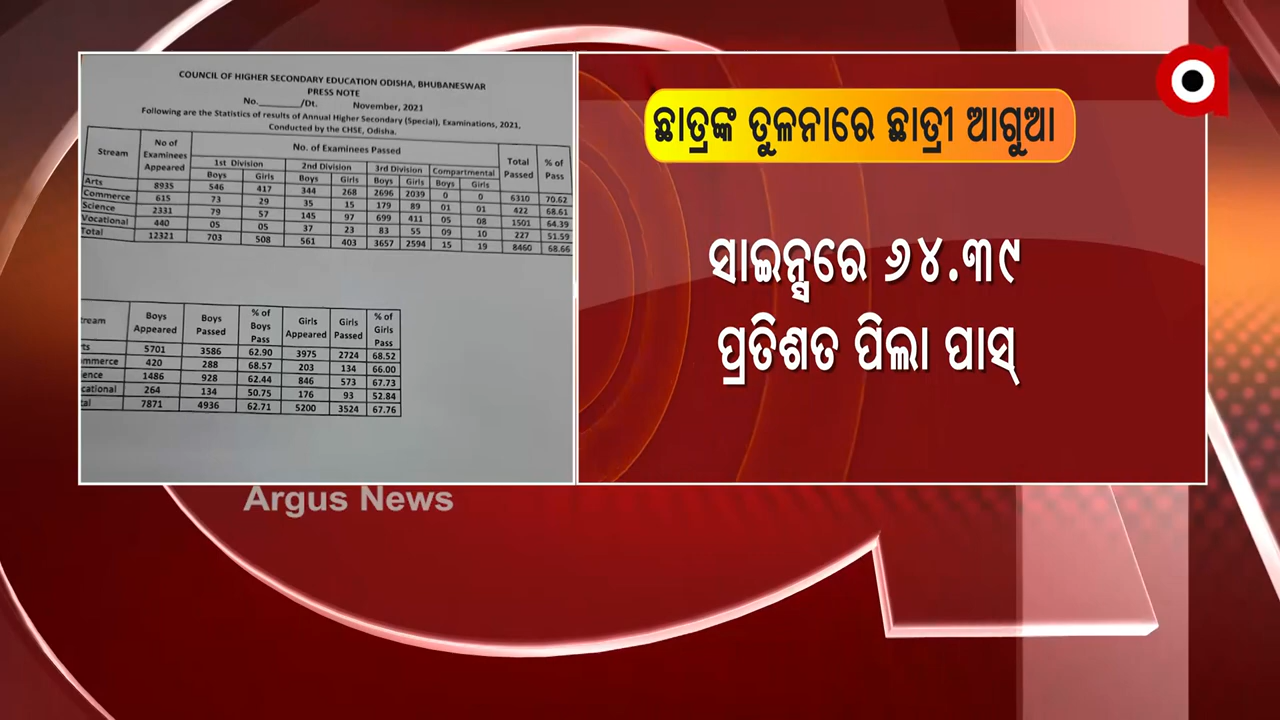 COUNCIL OF HIGHER SECONDARY EDUCATION ODISHA, BHUBANESWAR
PRESS NOTE
No.______/Dt. November, 2021
Following are the Statistics of results of Annual Higher Secondary (Special), Examinations, 2021,
Conducted by the CHSE, Odisha.
Stream No of Examinees Appeared No. of Examinees Passed Total Passed % of Pass
1st Division 2nd Division 3rd Division Compartmental
Boys Girls Boys Girls Boys Girls Boys Girls
Arts 8935 546 417 344 268 2696 2039 0 0 6310 70.62
Commerce 615 73 29 35 15 179 89 01 01 422 68.61
Science 2331 79 57 145 97 699 411 05 08 1501 64.39
Vocational 440 05 05 37 23 83 55 09 10 227 51.59
Total 12321 703 508 561 403 3657 2594 15 19 8460 68.66
tream Boys Appeared Boys Passed % of Boys Pass Girls Appeared Girls Passed % of Girls Pass
ts 5701 3586 62.90 3975 2724 68.52
mmerce 420 288 68.57 203 134 66.00
ence 1486 928 62.44 846 573 67.73
cational 264 134 50.75 176 93 52.84
tal 7871 4936 62.71 5200 3524 67.76
ଛାତ୍ରଙ୍କ ତୁଳନାରେ ଛାତ୍ରୀ ଆଗୁଆ
ସାଇନ୍ସରେ ୬୪.୩୯
ପ୍ରତିଶତ ପିଲା ପାସ୍
Argus News